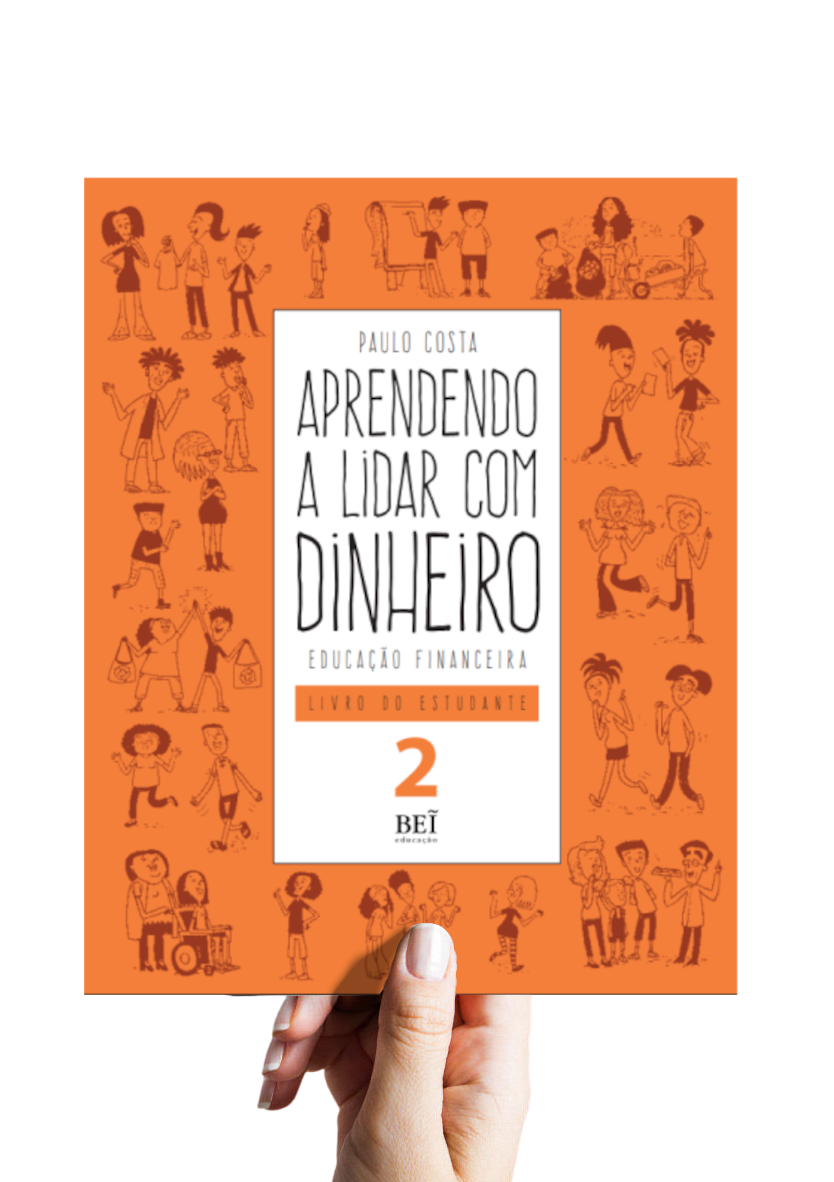 PAULO COSTA
APRENDENDO
A LiDAR COM
DiNHEiRO
EDUCAÇÃO FINANCEIRA
LIVRO DO ESTUDANTE
2
BEĨ
educação